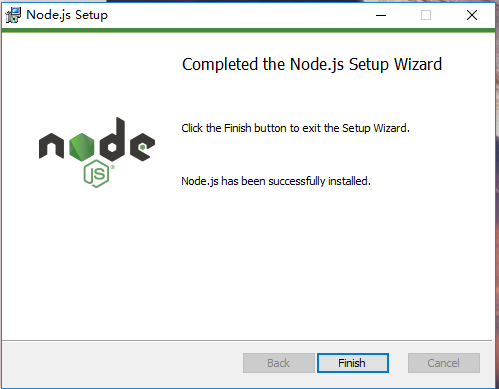 Node.js Setup
Completed the Node.js Setup Wizard
Click the Finish button to exit the Setup Wizard.
node
JS
Node.js has been successfully installed.
Back
Finish
Cancel